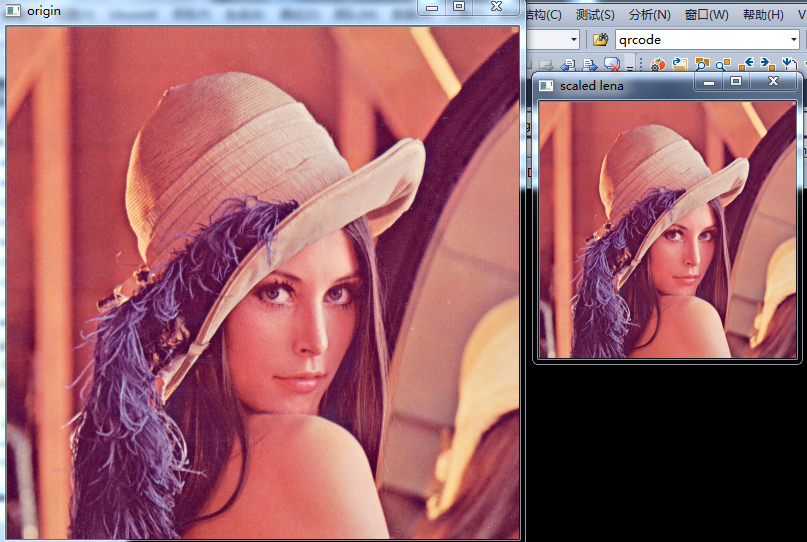 origin
结构(C) 测试(S) 分析(N) 窗口(W) 帮助(H) V
qrcode
scaled lena